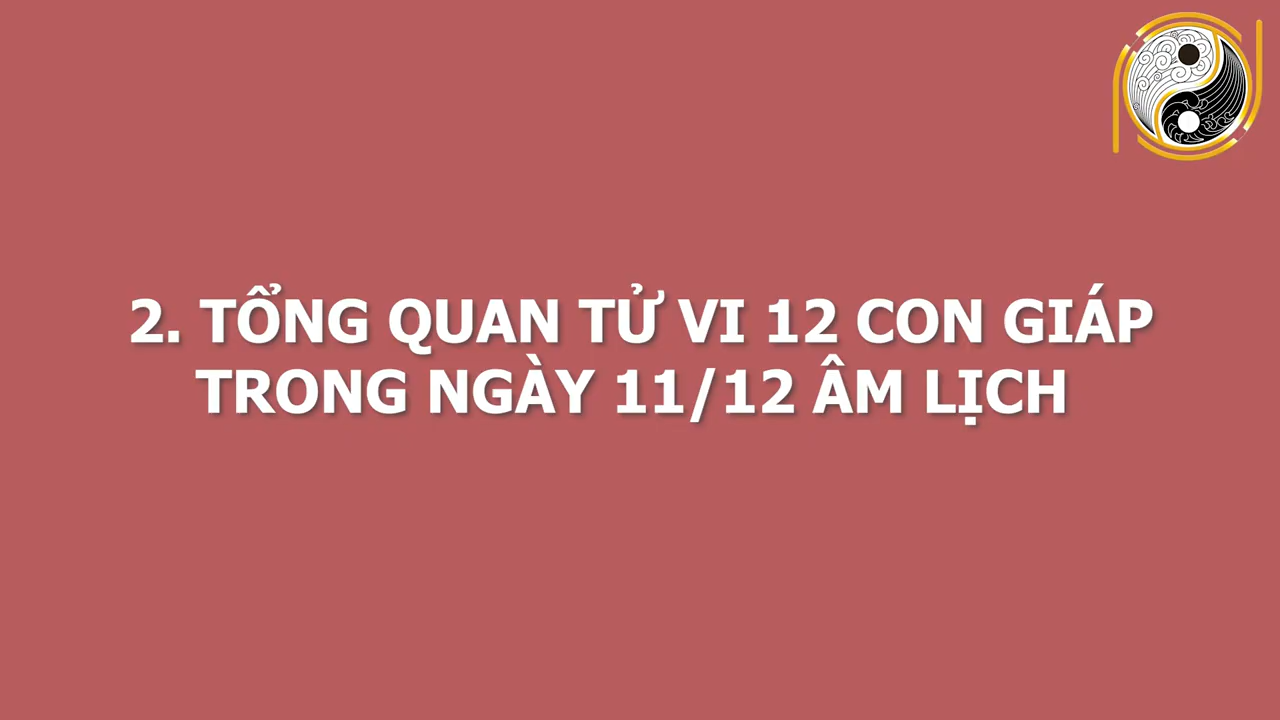 2. TỔNG QUAN TỬ VI 12 CON GIÁP
TRONG NGÀY 11/12 ÂM LỊCH